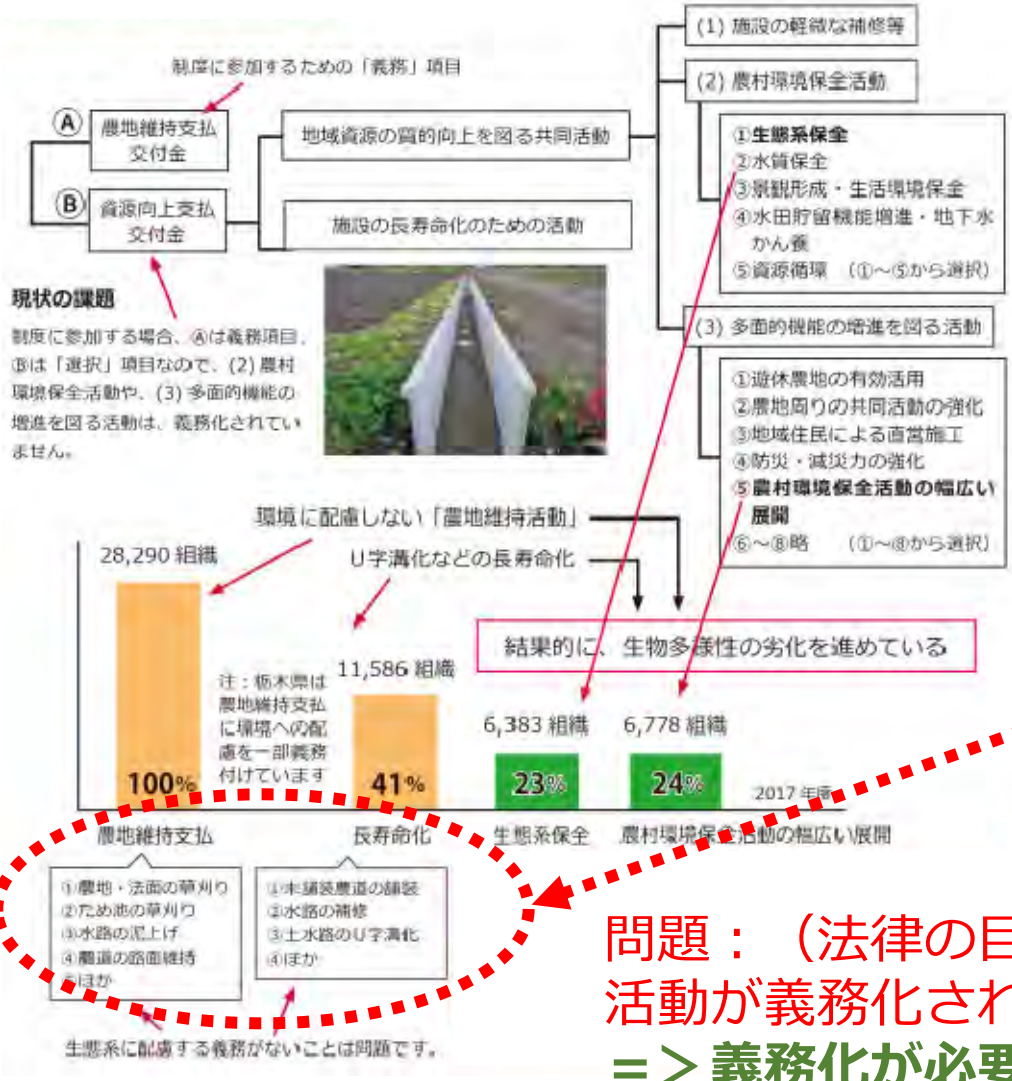 制度に参加するための「義務」項目
Ⓐ 農地維持支払
交付金
Ⓑ 資源向上支払
交付金
地域資源の質的向上を図る共同活動
施設の長寿命化のための活動
(1) 施設の軽微な補修等
(2) 農村環境保全活動
①生態系保全
②水質保全
③景観形成・生活環境保全
④水田貯留機能増進・地下水
かん養
⑤資源循環 (①～⑤から選択)
(3) 多面的機能の増進を図る活動
①遊休農地の有効活用
②農地周りの共同活動の強化
③地域住民による直営施工
④防災・減災力の強化
⑤農村環境保全活動の幅広い
展開
⑥～⑧略 (①～⑧から選択)
現状の課題
制度に参加する場合、Ⓐは義務項目、
Ⓑは「選択」項目なので、(2) 農村
環境保全活動や、(3) 多面的機能の
増進を図る活動は、義務化されてい
ません。
環境に配慮しない「農地維持活動」
U字溝化などの長寿命化
結果的に、生物多様性の劣化を進めている
28,290 組織
11,586 組織
6,383 組織
6,778 組織
注：栃木県は
農地維持支払
に環境への配
慮を一部義務
付けています
100%
41%
23%
24%
2017 年度
農地維持支払
長寿命化
生態系保全
農村環境保全活動の幅広い展開
①農地・法面の草刈り
②ため池の草刈り
③水路の泥上げ
④農道の路面維持
⑤ほか
①未舗装農道の舗装
②水路の補修
③土水路のU字溝化
④ほか
生態系に配慮する義務がないことは問題です。
問題：（法律の目
活動が義務化され
=＞義務化が必要